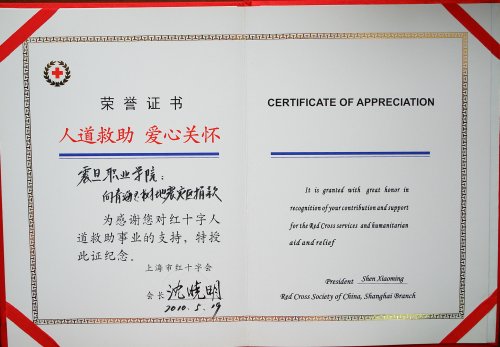 荣誉证书
人道救助 爱心关怀
震旦职业学院：
向青海玉树地震灾区捐款
为感谢您对红十字人
道救助事业的支持，特授
此证纪念。
上海市红十字会
会长 沈晓明
2010.5.19
CERTIFICATE OF APPRECIATION
It is granted with great honor in
recognition of your contribution and support
for the Red Cross services and humanitarian
aid and relief
President Shen Xiaoming
Red Cross Society of China, Shanghai Branch